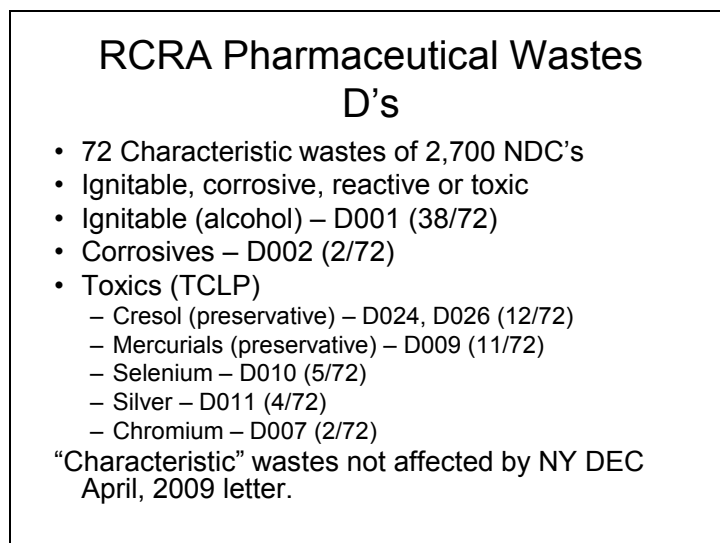 RCRA Pharmaceutical Wastes
D’s
• 72 Characteristic wastes of 2,700 NDC’s
• Ignitable, corrosive, reactive or toxic
• Ignitable (alcohol) – D001 (38/72)
• Corrosives – D002 (2/72)
• Toxics (TCLP)
– Cresol (preservative) – D024, D026 (12/72)
– Mercurials (preservative) – D009 (11/72)
– Selenium – D010 (5/72)
– Silver – D011 (4/72)
– Chromium – D007 (2/72)
“Characteristic” wastes not affected by NY DEC
April, 2009 letter.